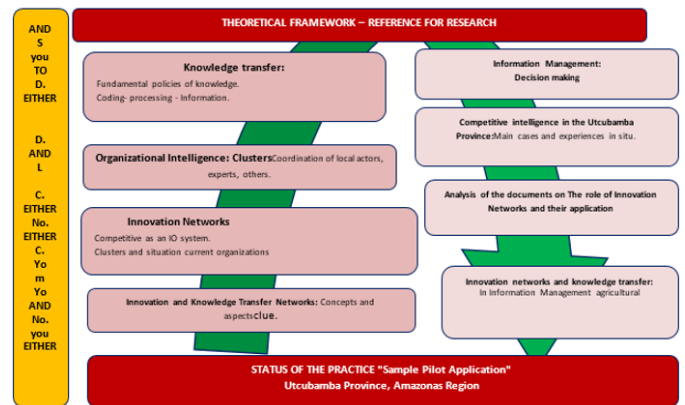 THEORETICAL FRAMEWORK – REFERENCE FOR RESEARCH
AND
S
you
TO
D.
EITHER
D.
AND
L
C.
EITHER
No.
EITHER
C.
Yo
m
Yo
AND
No.
you
EITHER
Knowledge transfer:
Fundamental policies of knowledge.
Coding- processing - Information.
Organizational Intelligence: ClustersCoordination of local actors,
experts, others.
Innovation Networks
Competitive as an IO system.
Clusters and situation current organizations
Innovation and Knowledge Transfer Networks: Concepts and
aspectsclue.
Information Management:
Decision making
Competitive intelligence in the Utcubamba
Province:Main cases and experiences in situ.
Analysis of the documents on The role of Innovation
Networks and their application
Innovation networks and knowledge transfer:
In Information Management agricultural
STATUS OF THE PRACTICE "Sample Pilot Application"
Utcubamba Province, Amazonas Region